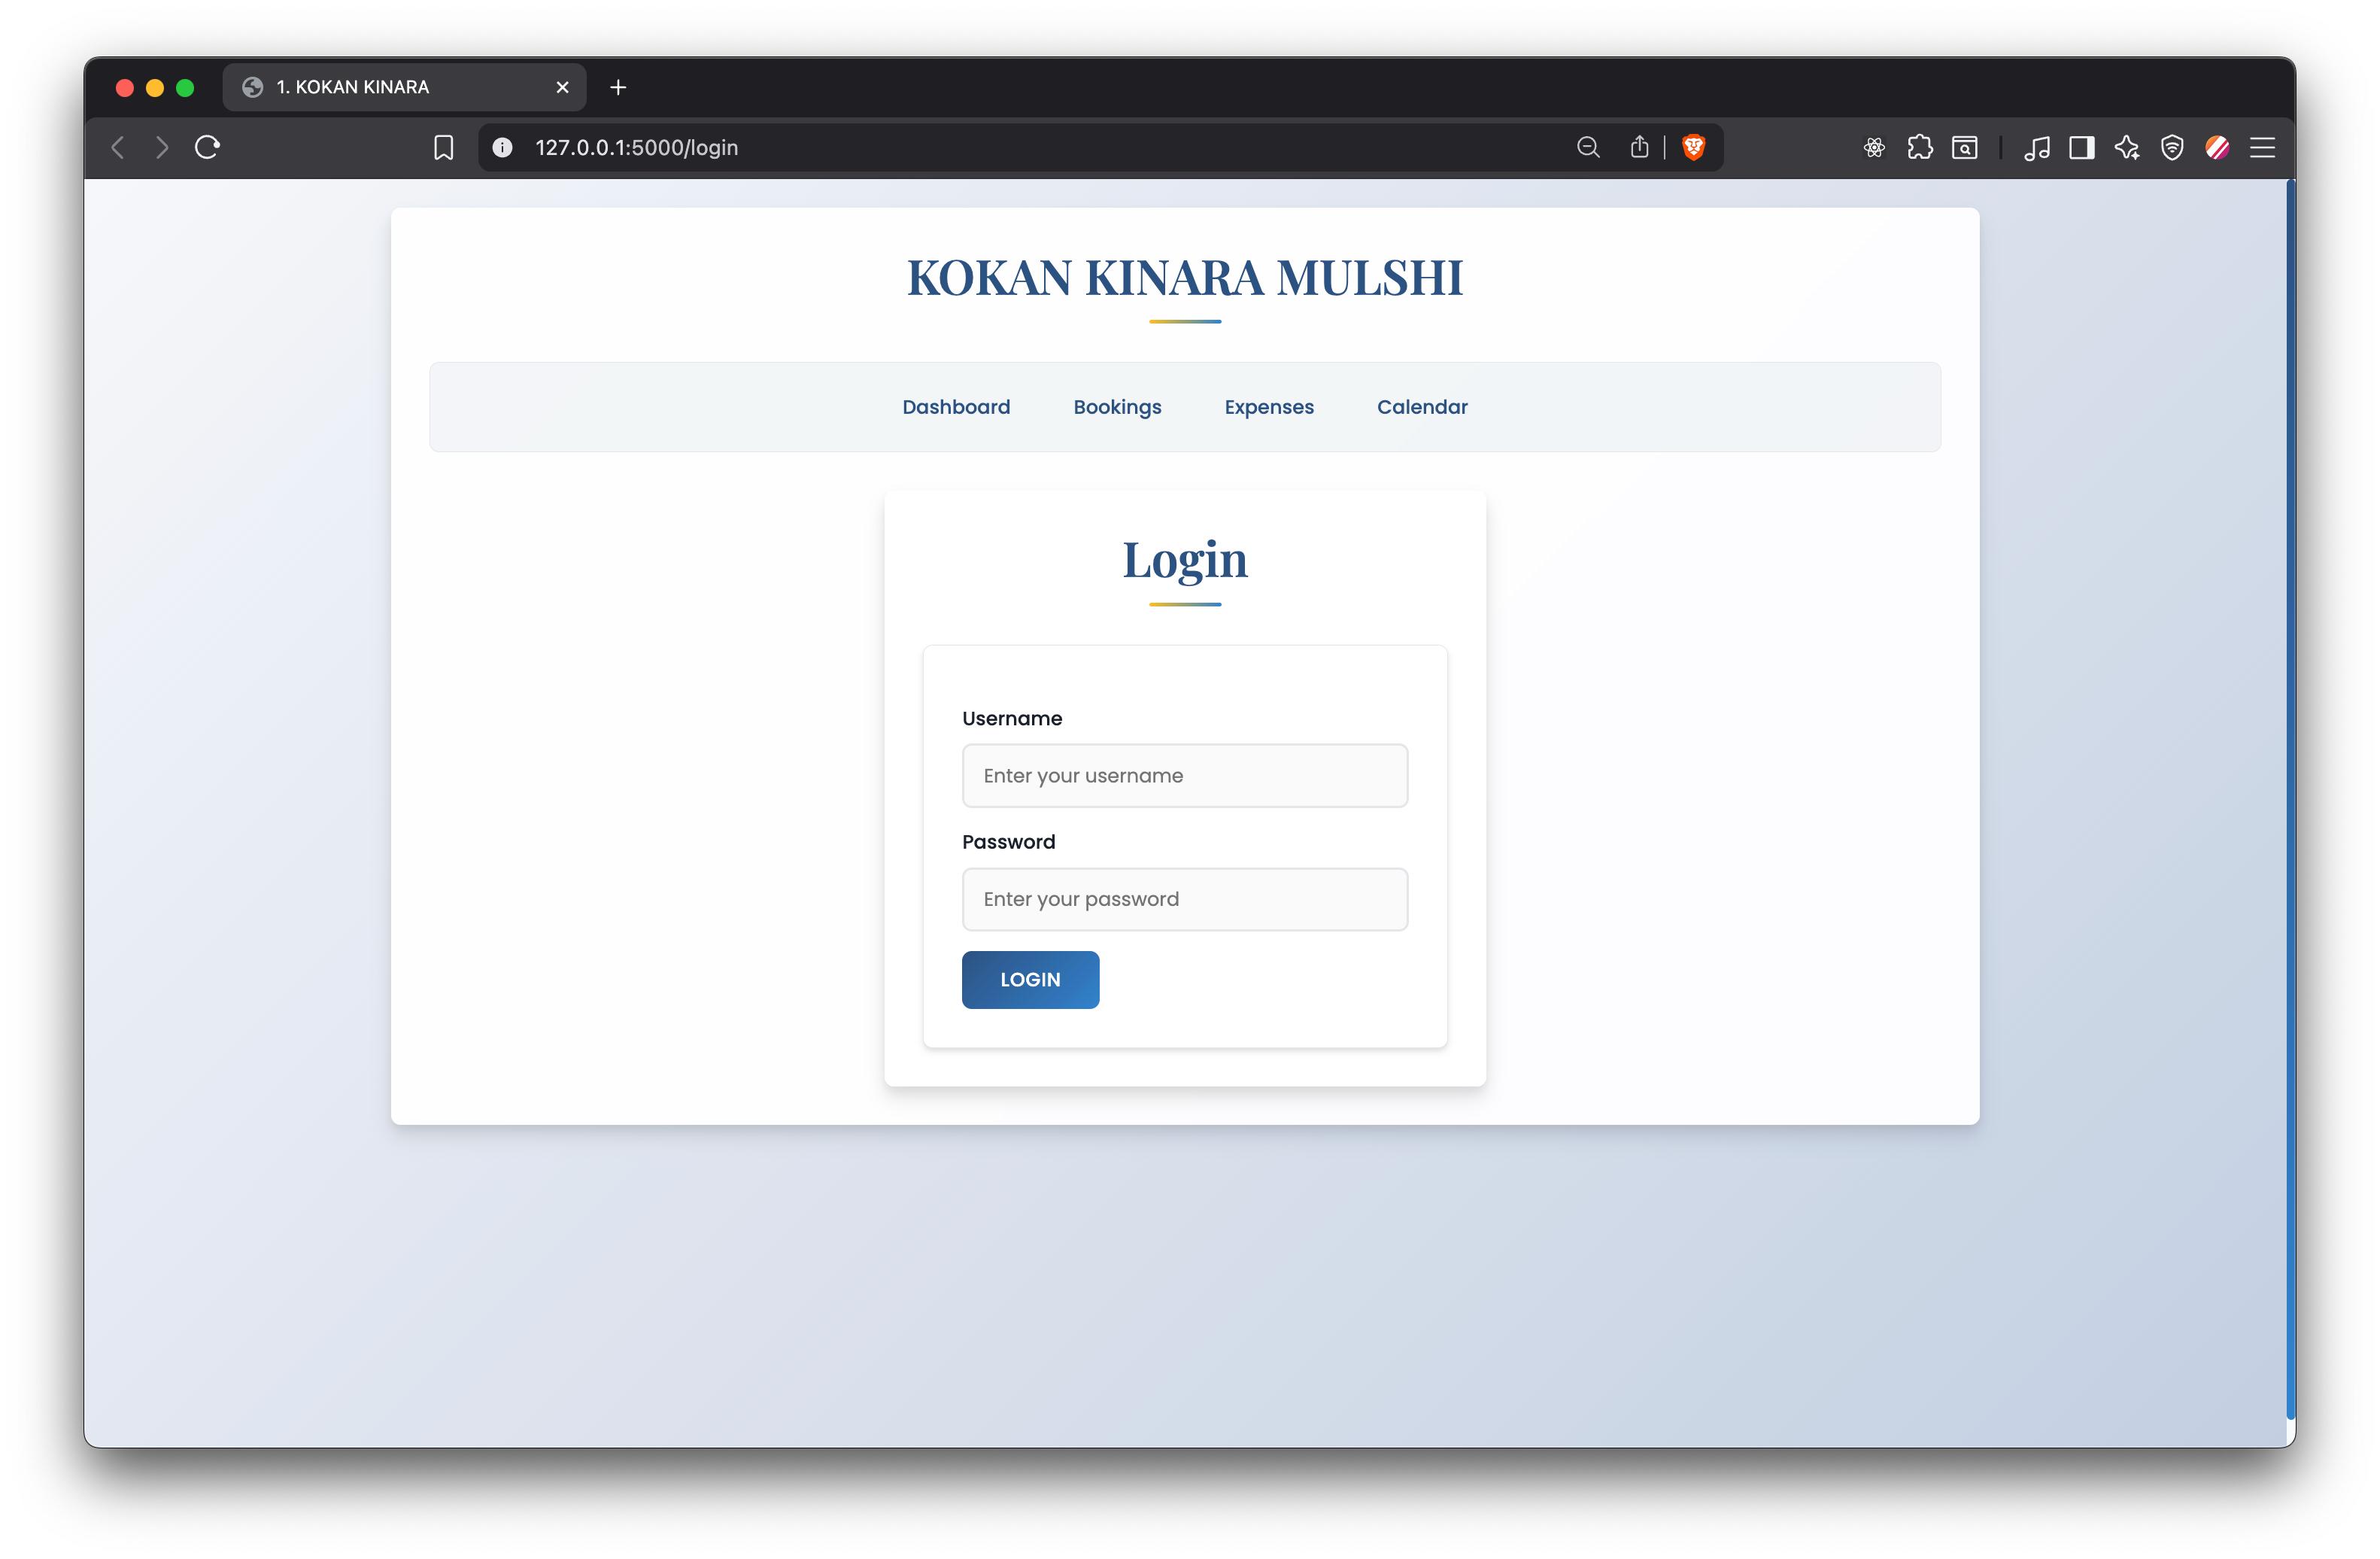 1. KOKAN KINARA
127.0.0.1:5000/login
KOKAN KINARA MULSHI
Dashboard Bookings Expenses Calendar
Login
Username
Enter your username
Password
Enter your password
LOGIN